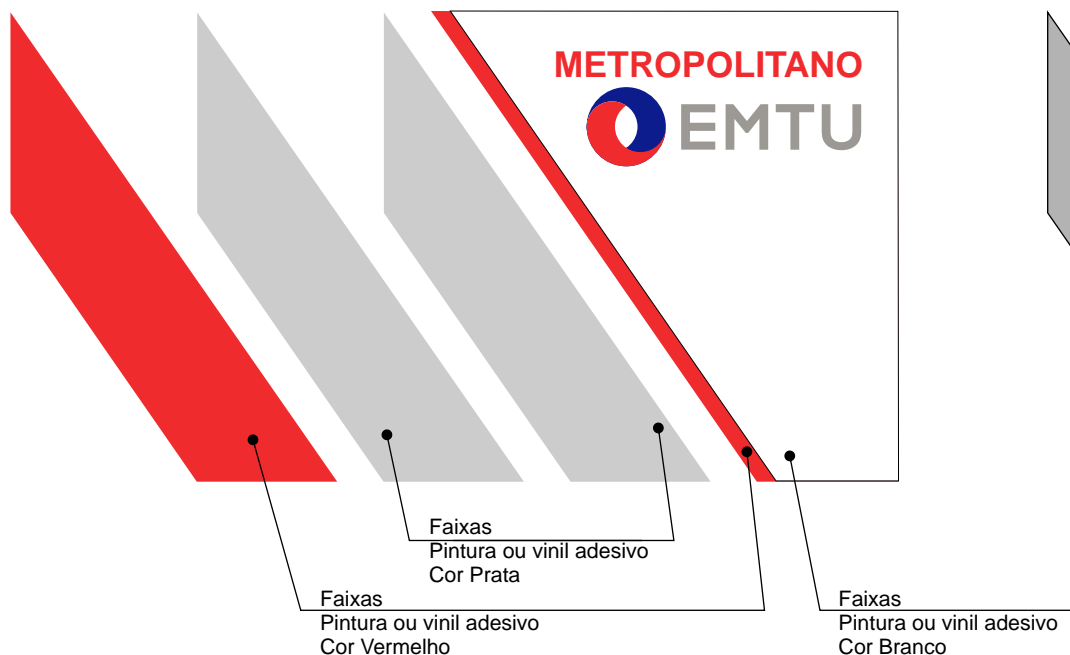 METROPOLITANO
EMTU
Faixas
Pintura ou vinil adesivo
Cor Prata
Faixas
Pintura ou vinil adesivo
Cor Vermelho
Faixas
Pintura ou vinil adesivo
Cor Branco